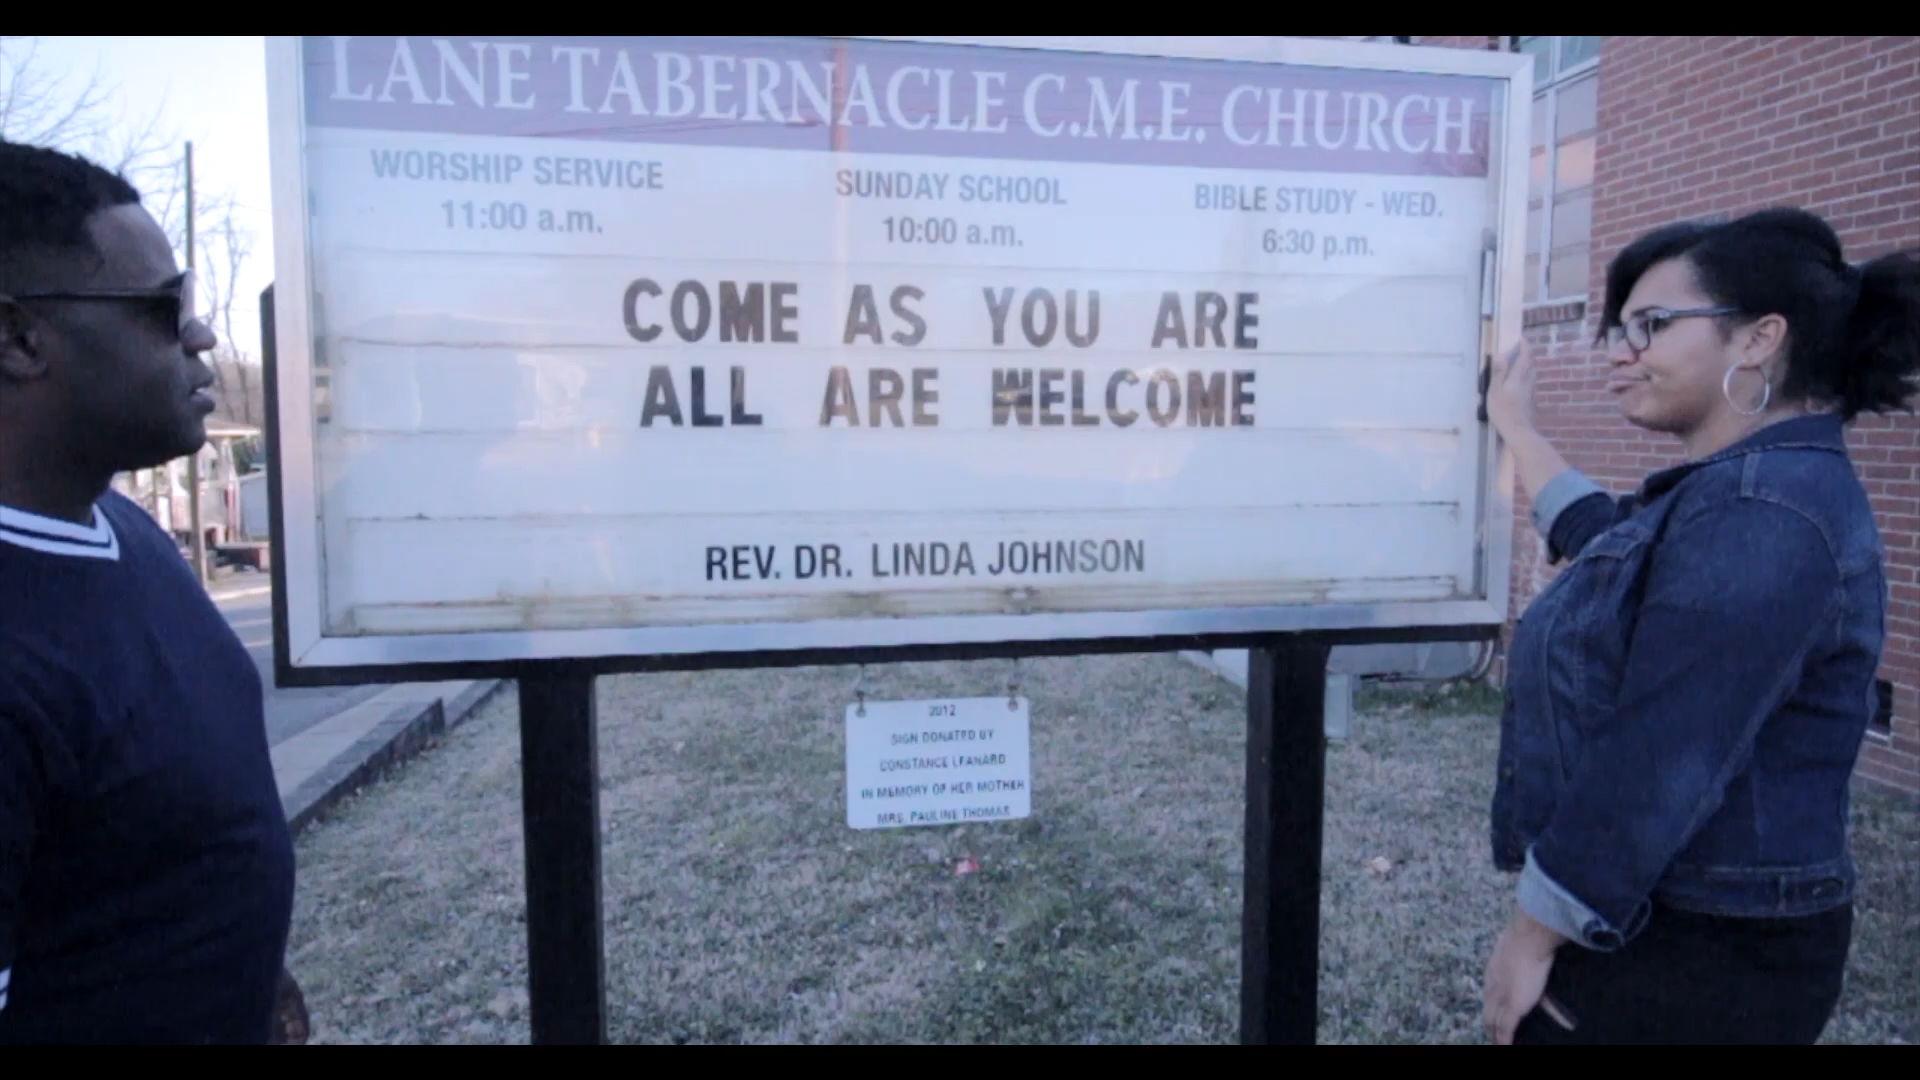 LANE TABERNACLE C.M.E. CHURCH
WORSHIP SERVICE
11:00 a.m.
SUNDAY SCHOOL
10:00 a.m.
BIBLE STUDY - WED.
6:30 p.m.
COME AS YOU ARE
ALL ARE WELCOME
REV. DR. LINDA JOHNSON
2012
SIGN DONATED BY
CONSTANCE LEANARD
IN MEMORY OF HER MOTHER
MRS. PAULINE THOMAS